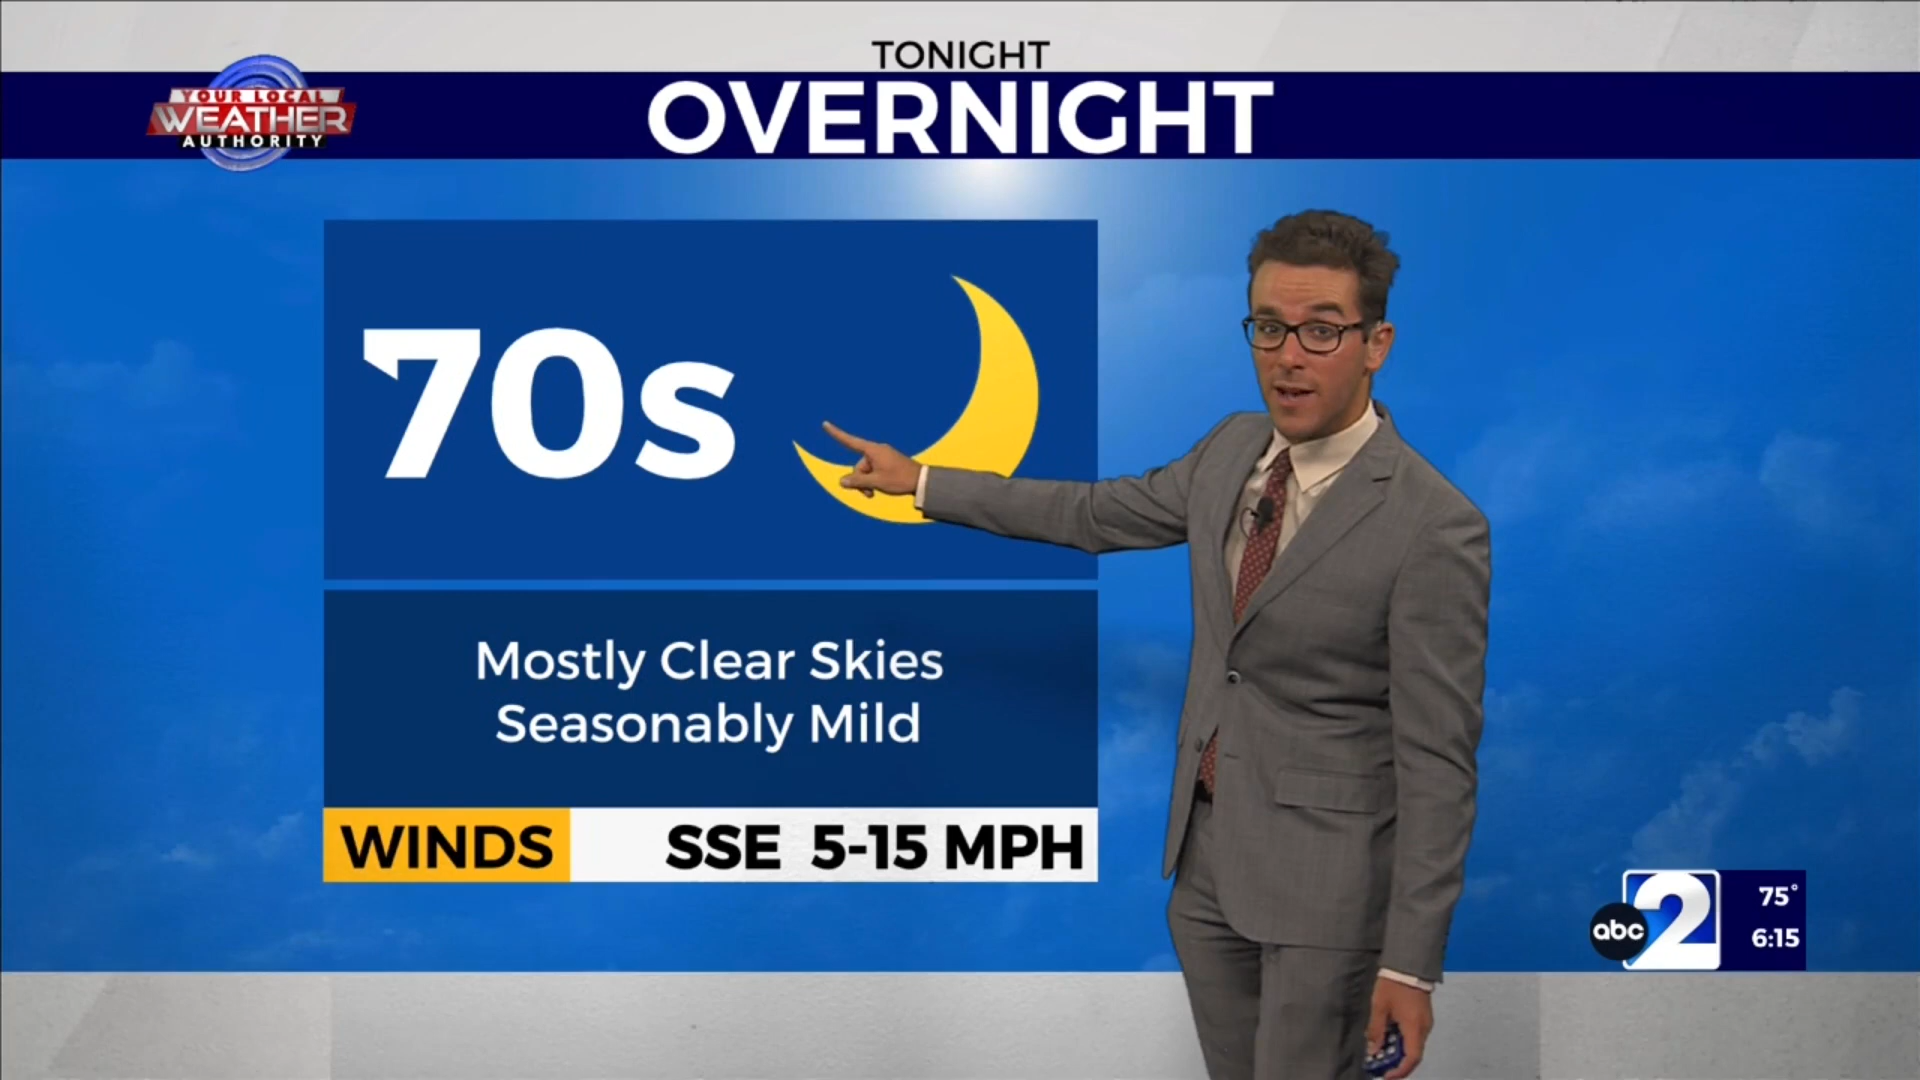 TONIGHT
OVERNIGHT
YOUR LOCAL
WEATHER
AUTHORITY
70s
Mostly Clear Skies
Seasonably Mild
WINDS SSE 5-15 MPH
abc 2
75°
6:15